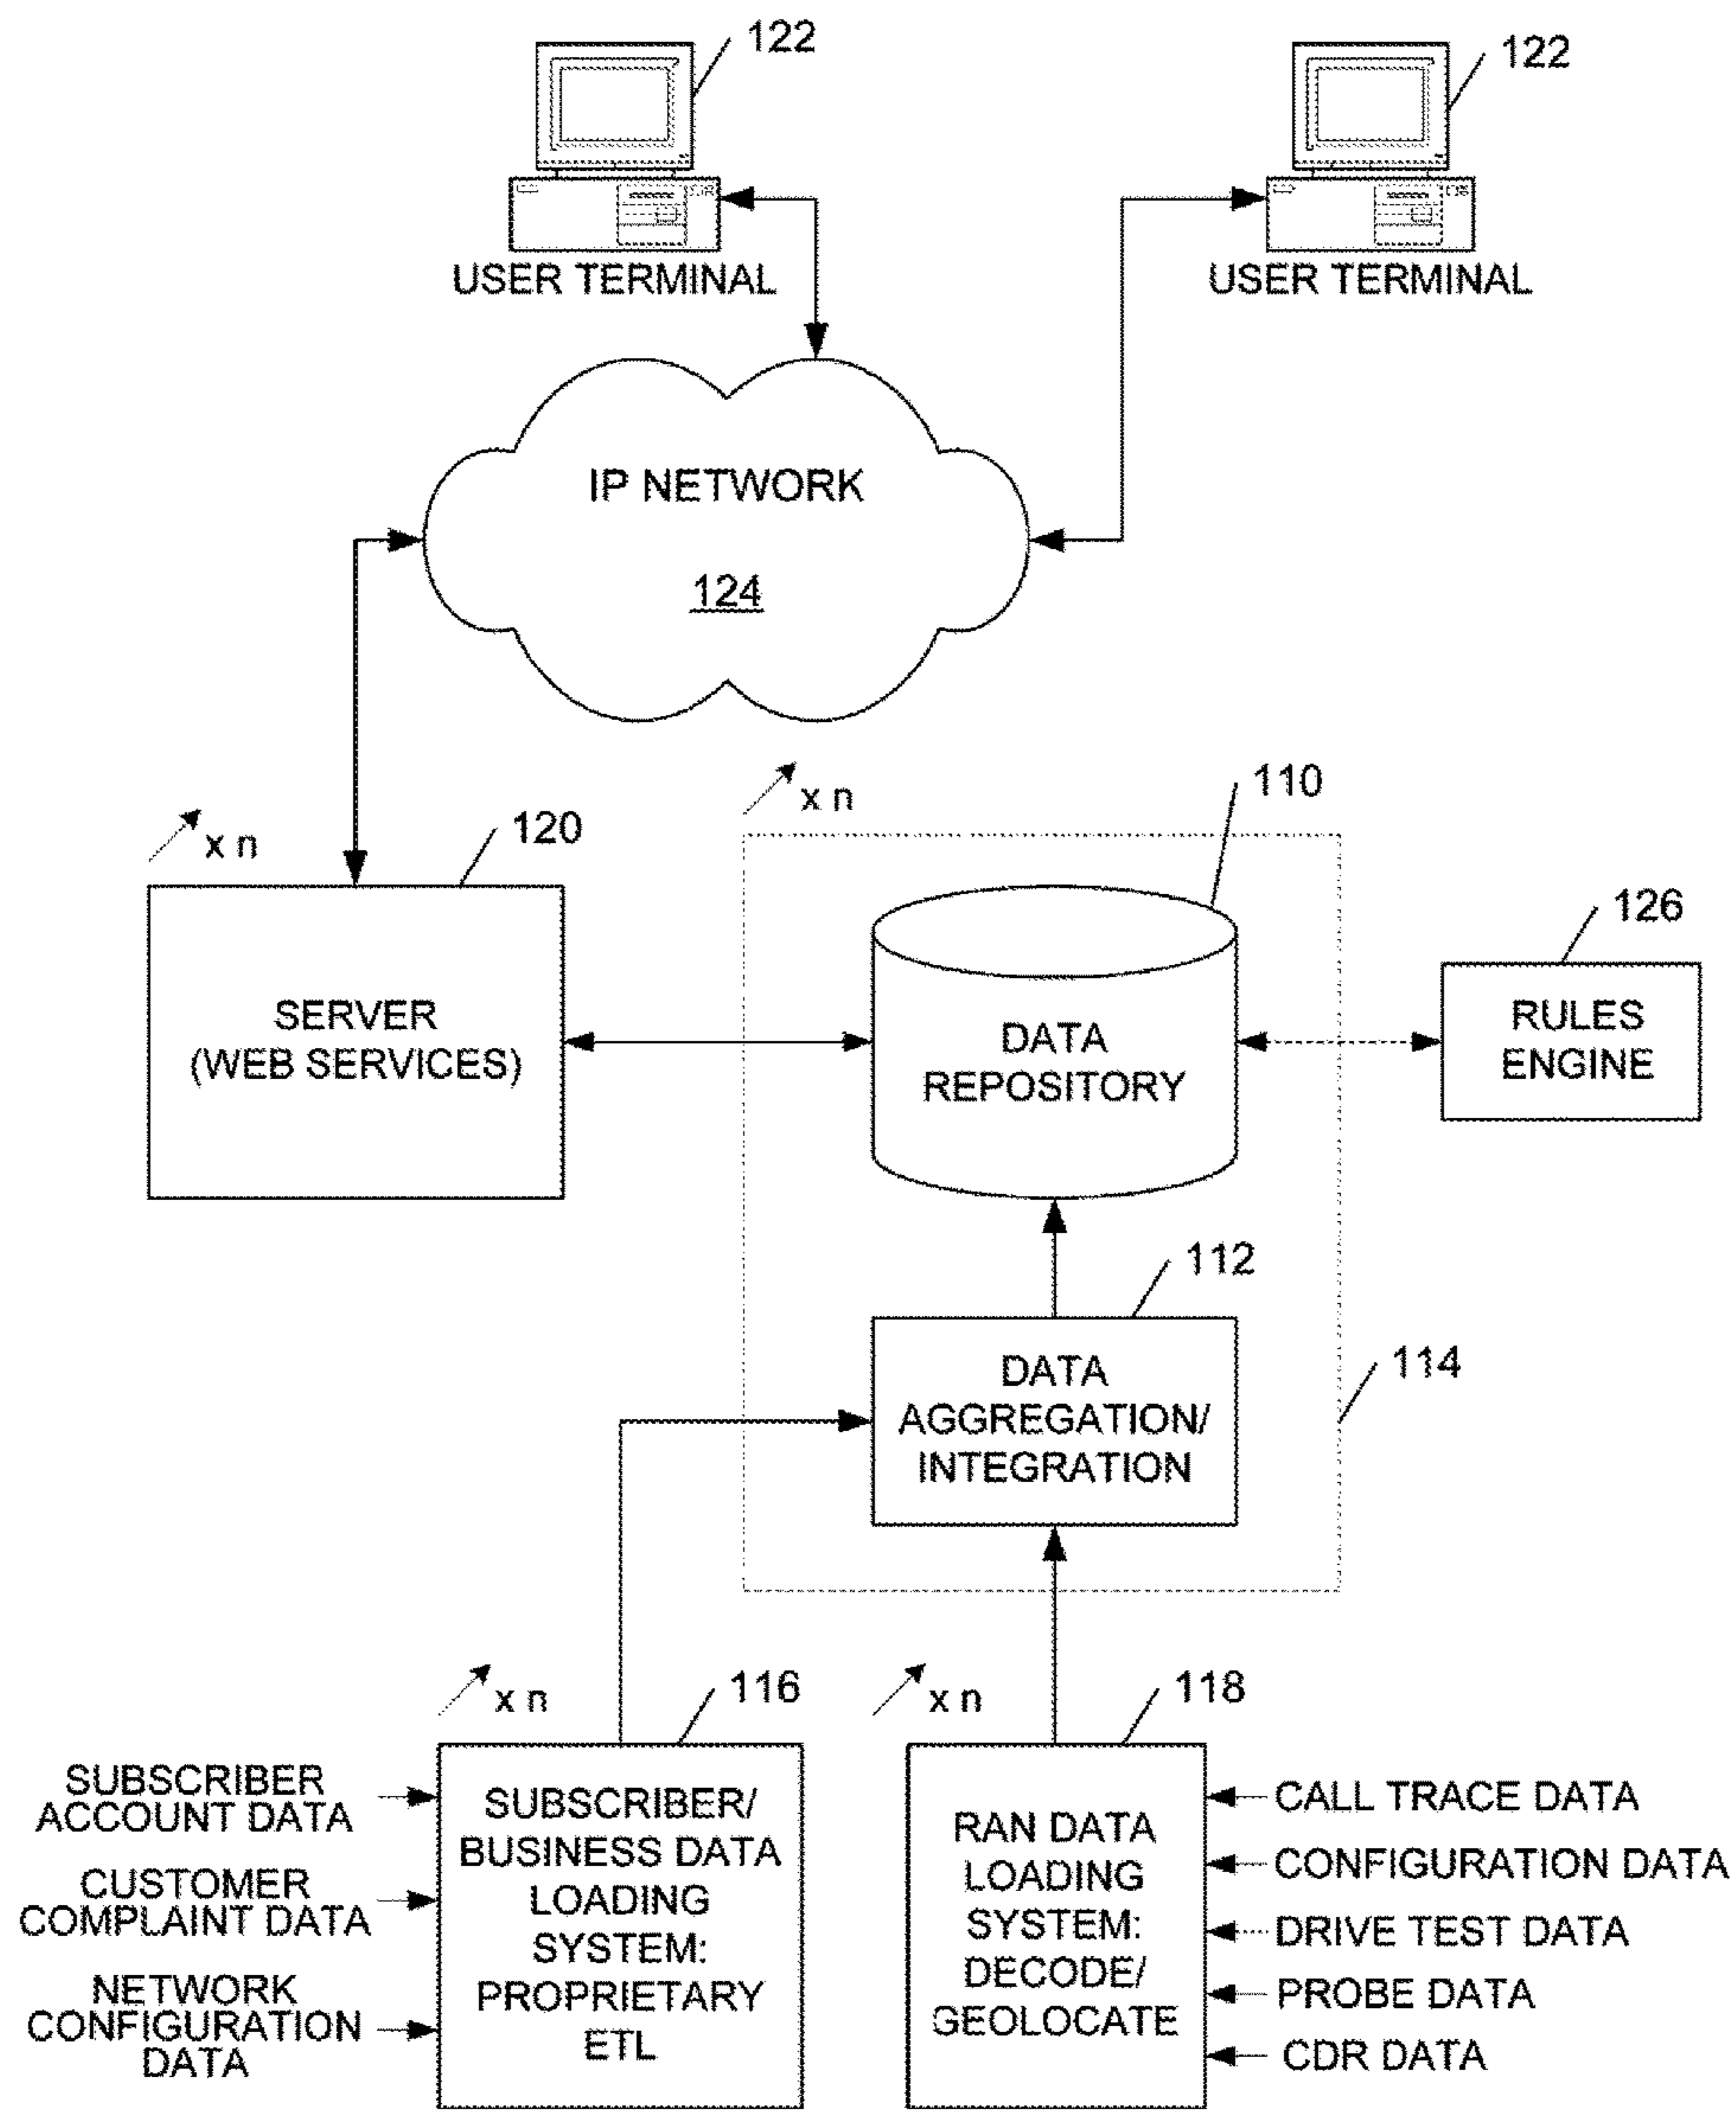 122
122
USER TERMINAL
USER TERMINAL
IP NETWORK
124
x n
110
x n
120
126
SERVER
(WEB SERVICES)
DATA
REPOSITORY
RULES
ENGINE
112
DATA
AGGREGATION/
INTEGRATION
114
x n
116
x n
118
SUBSCRIBER
ACCOUNT DATA
CUSTOMER
COMPLAINT DATA
NETWORK
CONFIGURATION
DATA
SUBSCRIBER/
BUSINESS DATA
LOADING
SYSTEM:
PROPRIETARY
ETL
RAN DATA
LOADING
SYSTEM:
DECODE/
GEOLOCATE
CALL TRACE DATA
CONFIGURATION DATA
DRIVE TEST DATA
PROBE DATA
CDR DATA